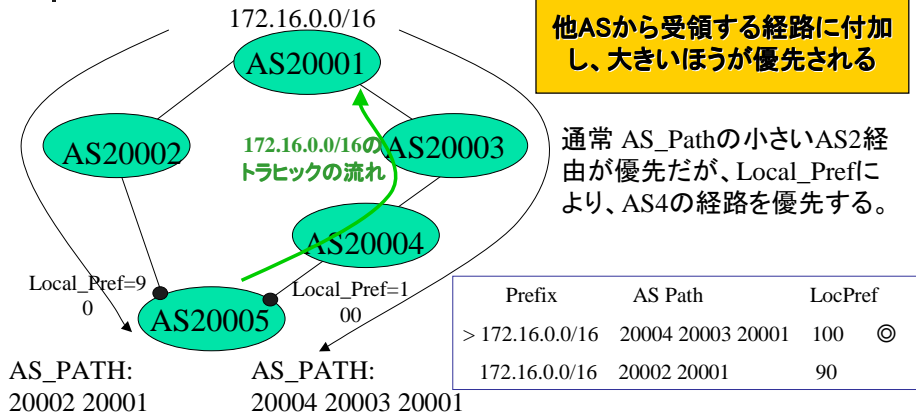 172.16.0.0/16
他ASから受領する経路に付加
し、大きいほうが優先される
AS20001
AS20002
172.16.0.0/16の
トラヒックの流れ
AS20003
通常 AS_Pathの小さいAS2経
由が優先だが、Local_Prefに
より、AS4の経路を優先する。
AS20004
Local_Pref=9
0
Local_Pref=1
00
AS20005
AS_PATH:
20002 20001
AS_PATH:
20004 20003 20001
Prefix AS Path LocPref
> 172.16.0.0/16 20004 20003 20001 100 ◎
172.16.0.0/16 20002 20001 90